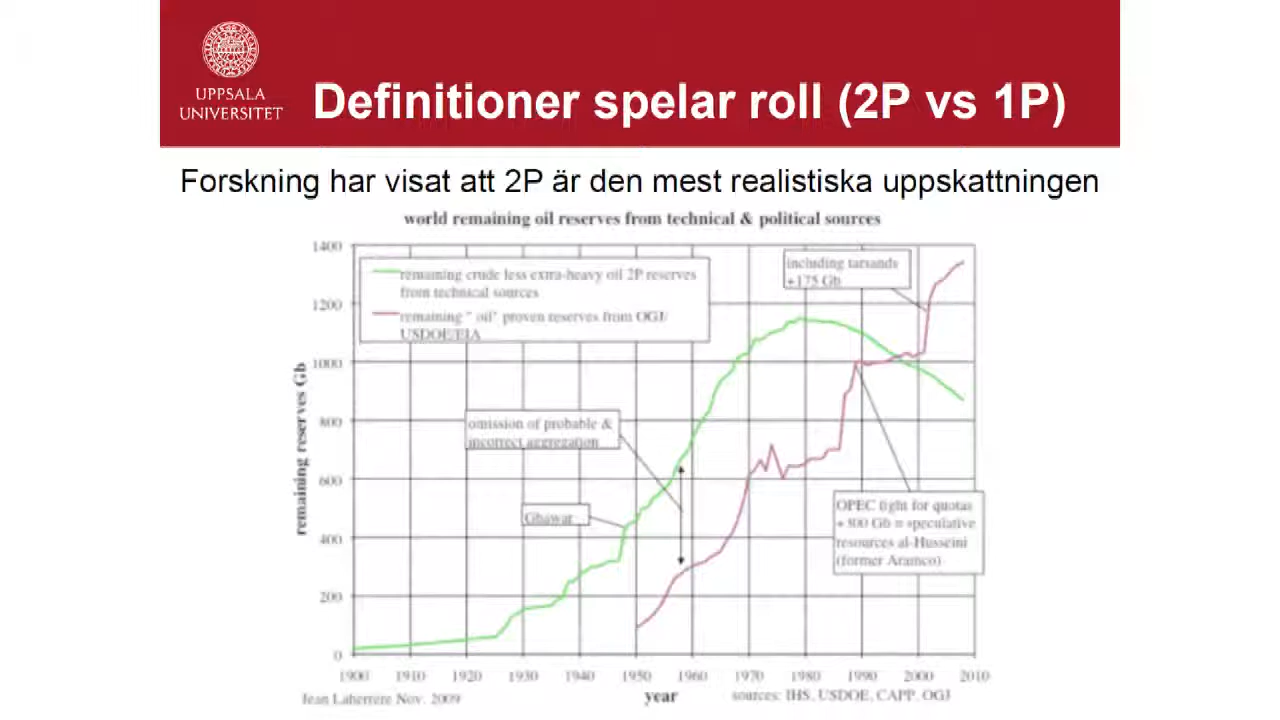 UPPSALA
UNIVERSITET
Definitioner spelar roll (2P vs 1P)
Forskning har visat att 2P är den mest realistiska uppskattningen
world remaining oil reserves from technical & political sources
remaining reserves Gb
1400
1200
1000
800
600
400
200
0
remaining crude less extra-heavy oil 2P reserves
from technical sources
remaining " oil" proven reserves from OGJ/
USDOE/EIA
including tarsands
+175 Gb
omission of probable &
incorrect aggregation
Ghawar
OPEC fight for quotas
+300 Gb = speculative
resources al-Husseini
(former Aramco)
1900 1910 1920 1930 1940 1950 1960 1970 1980 1990 2000 2010
Jean Laherrere Nov. 2009
year
sources: IHS, USDOE, CAPP, OGJ